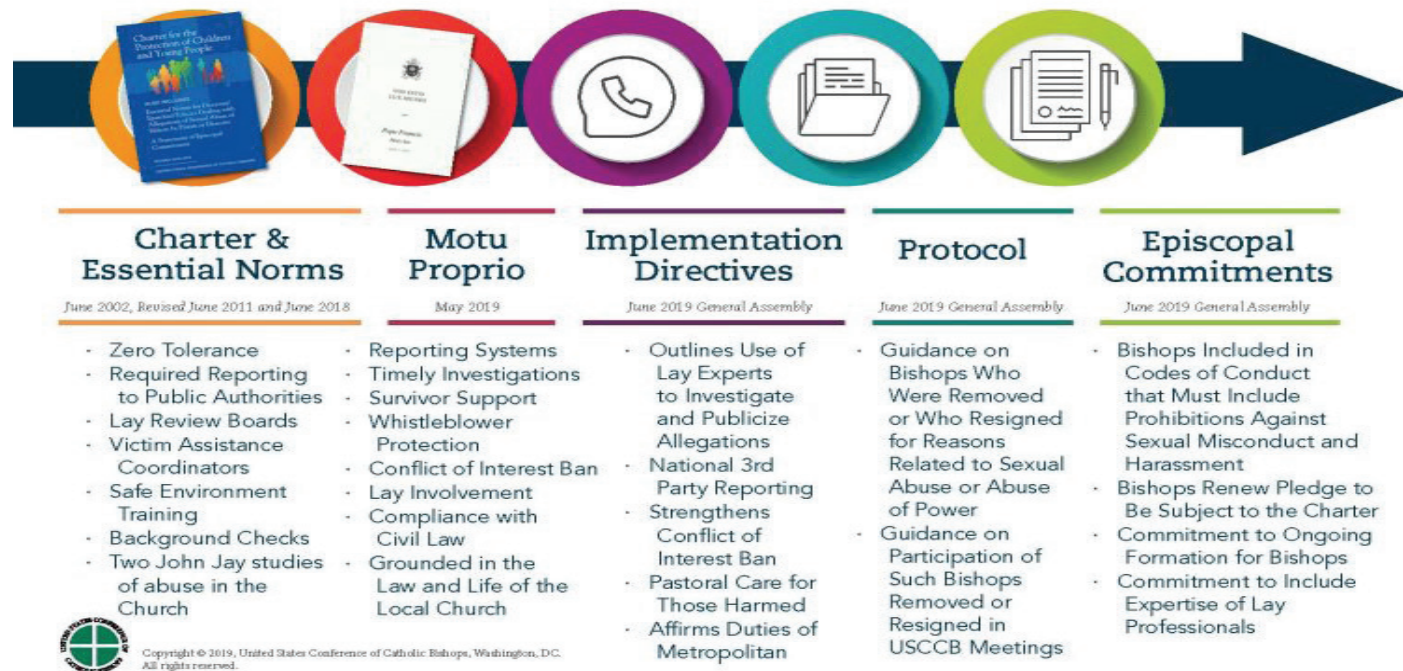 Charter for the
Protection of Children
and Young People
Pope Francis
Charter &
Essential Norms
June 2002, Revised June 2011 and June 2018
· Zero Tolerance
· Required Reporting
to Public Authorities
· Lay Review Boards
· Victim Assistance
Coordinators
· Safe Environment
Training
· Background Checks
· Two John Jay studies
of abuse in the
Church
Motu
Proprio
May 2019
· Reporting Systems
· Timely Investigations
· Survivor Support
· Whistleblower
Protection
· Conflict of Interest Ban
· Lay Involvement
· Compliance with
Civil Law
· Grounded in the
Law and Life of the
Local Church
Implementation
Directives
June 2019 General Assembly
· Outlines Use of
Lay Experts
to Investigate
and Publicize
Allegations
· National 3rd
Party Reporting
· Strengthens
Conflict of
Interest Ban
· Pastoral Care for
Those Harmed
· Affirms Duties of
Metropolitan
Protocol
June 2019 General Assembly
· Guidance on
Bishops Who
Were Removed
or Who Resigned
for Reasons
Related to Sexual
Abuse or Abuse
of Power
· Guidance on
Participation of
Such Bishops
Removed or
Resigned in
USCCB Meetings
Episcopal
Commitments
June 2019 General Assembly
· Bishops Included in
Codes of Conduct
that Must Include
Prohibitions Against
Sexual Misconduct and
Harassment
· Bishops Renew Pledge to
Be Subject to the Charter
· Commitment to Ongoing
Formation for Bishops
· Commitment to Include
Expertise of Lay
Professionals
Copyright © 2019, United States Conference of Catholic Bishops, Washington, DC.
All rights reserved.